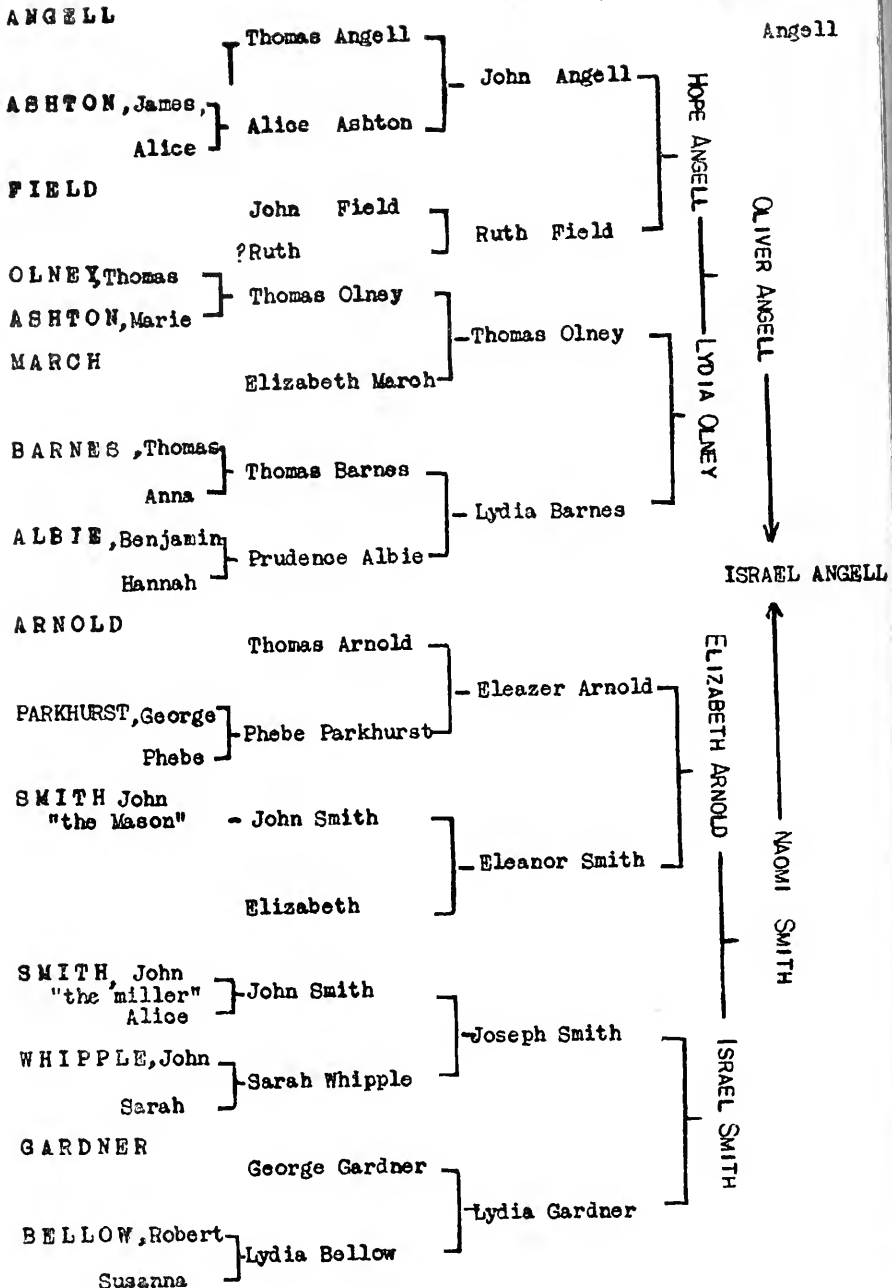 ANGELL
Angell
Thomas Angell
John Angell
ASHTON, James,
Alice
Alice Ashton
HOPE ANGELL
FIELD
John Field
?Ruth
Ruth Field
OLIVER ANGELL
OLNEY, Thomas
ASHTON, Marie
Thomas Olney
Thomas Olney
MARCH
Elizabeth March
LYDIA OLNEY
BARNES, Thomas
Anna
Thomas Barnes
Lydia Barnes
ALBIE, Benjamin
Hannah
Prudence Albie
ISRAEL ANGELL
ARNOLD
Thomas Arnold
Eleazer Arnold
PARKHURST, George
Phebe
Phebe Parkhurst
ELIZABETH ARNOLD
SMITH John
"the Mason"
John Smith
Eleanor Smith
Elizabeth
NAOMI SMITH
SMITH, John
"the miller"
Alice
John Smith
Joseph Smith
WHIPPLE, John
Sarah
Sarah Whipple
ISRAEL SMITH
GARDNER
George Gardner
Lydia Gardner
BELLOW, Robert
Susanna
Lydia Bellow